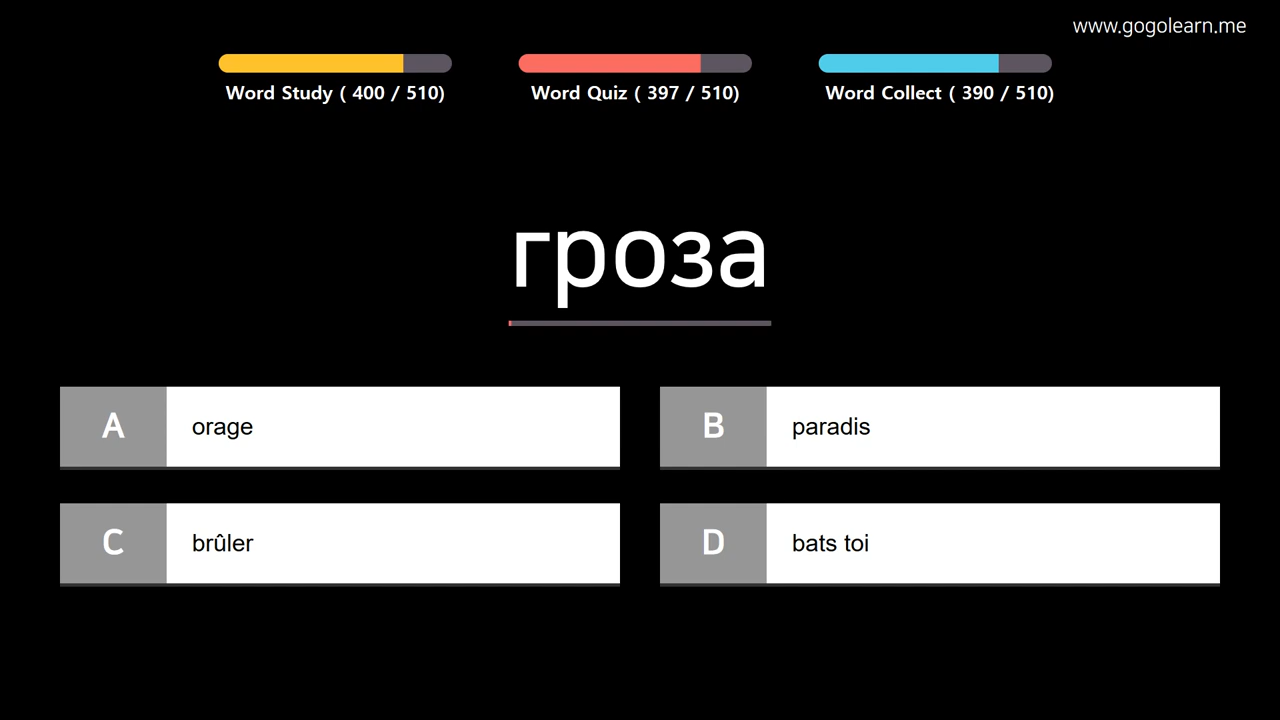 www.gogolearn.me
Word Study ( 400 / 510)
Word Quiz ( 397 / 510)
Word Collect ( 390 / 510)
гроза
A
orage
B
paradis
C
brûler
D
bats toi